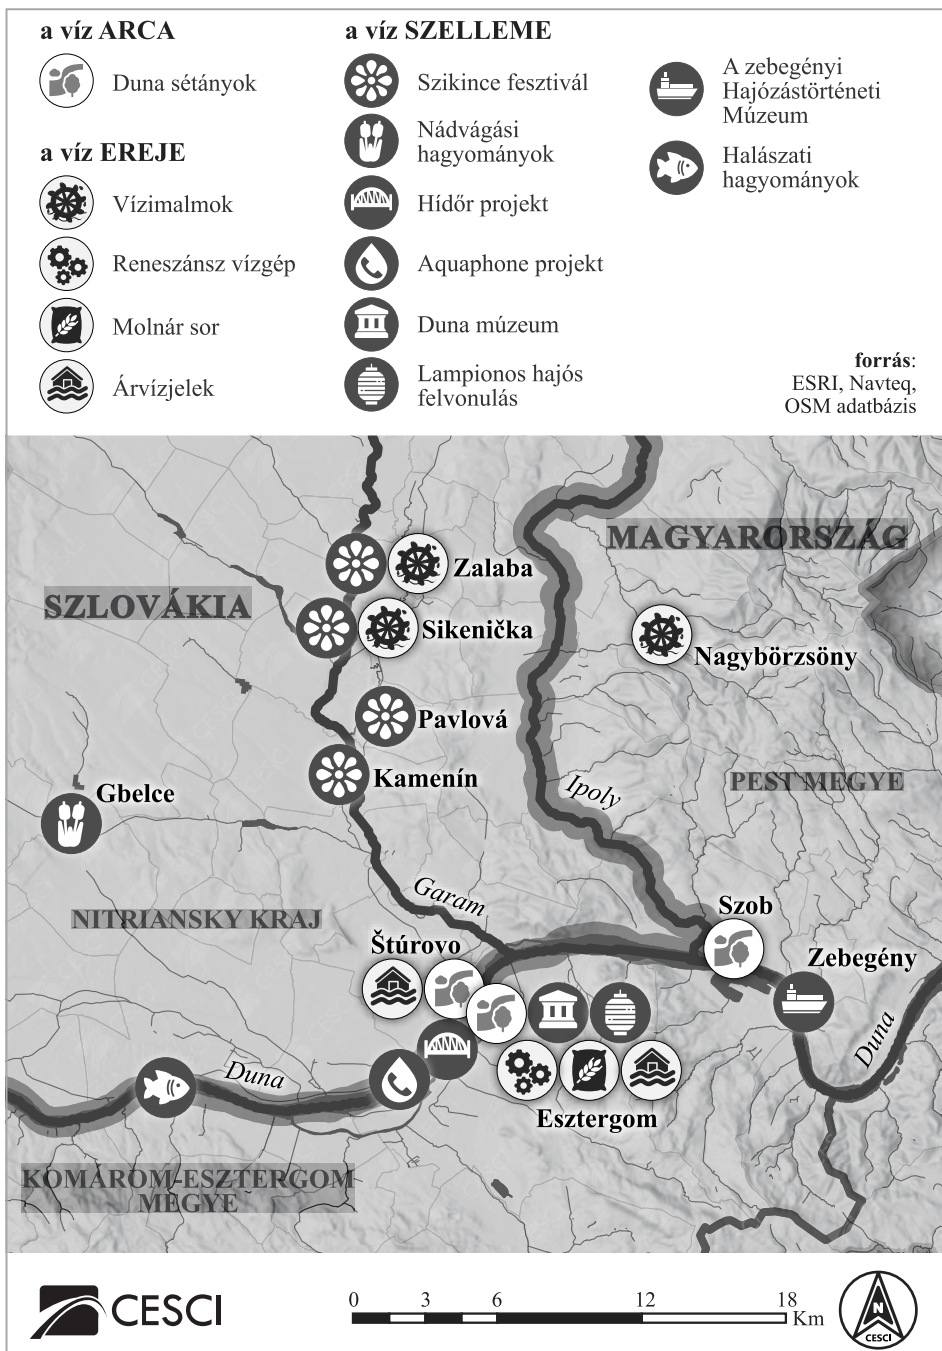 a víz ARCA
Duna sétányok
a víz EREJE
Vízimalmok
Reneszánsz vízgép
Molnár sor
Árvízjelek
a víz SZELLEME
Szikince fesztivál
Nádvágási
hagyományok
Hídőr projekt
Aquaphone projekt
Duna múzeum
Lampionos hajós
felvonulás
A zebegényi
Hajózástörténeti
Múzeum
Halászati
hagyományok
forrás:
ESRI, Navteq,
OSM adatbázis
MAGYARORSZÁG
SZLOVÁKIA
Zalaba
Sikenička
Nagybörzsöny
Pavlová
Kamenín
PEST MEGYE
Gbelce
Ipoly
Garam
NITRIANSKY KRAJ
Szob
Štúrovo
Zebegény
Duna
Duna
Esztergom
KOMÁROM-ESZTERGOM
MEGYE
CESCI
0 3 6 12 18
Km
N
CESCI